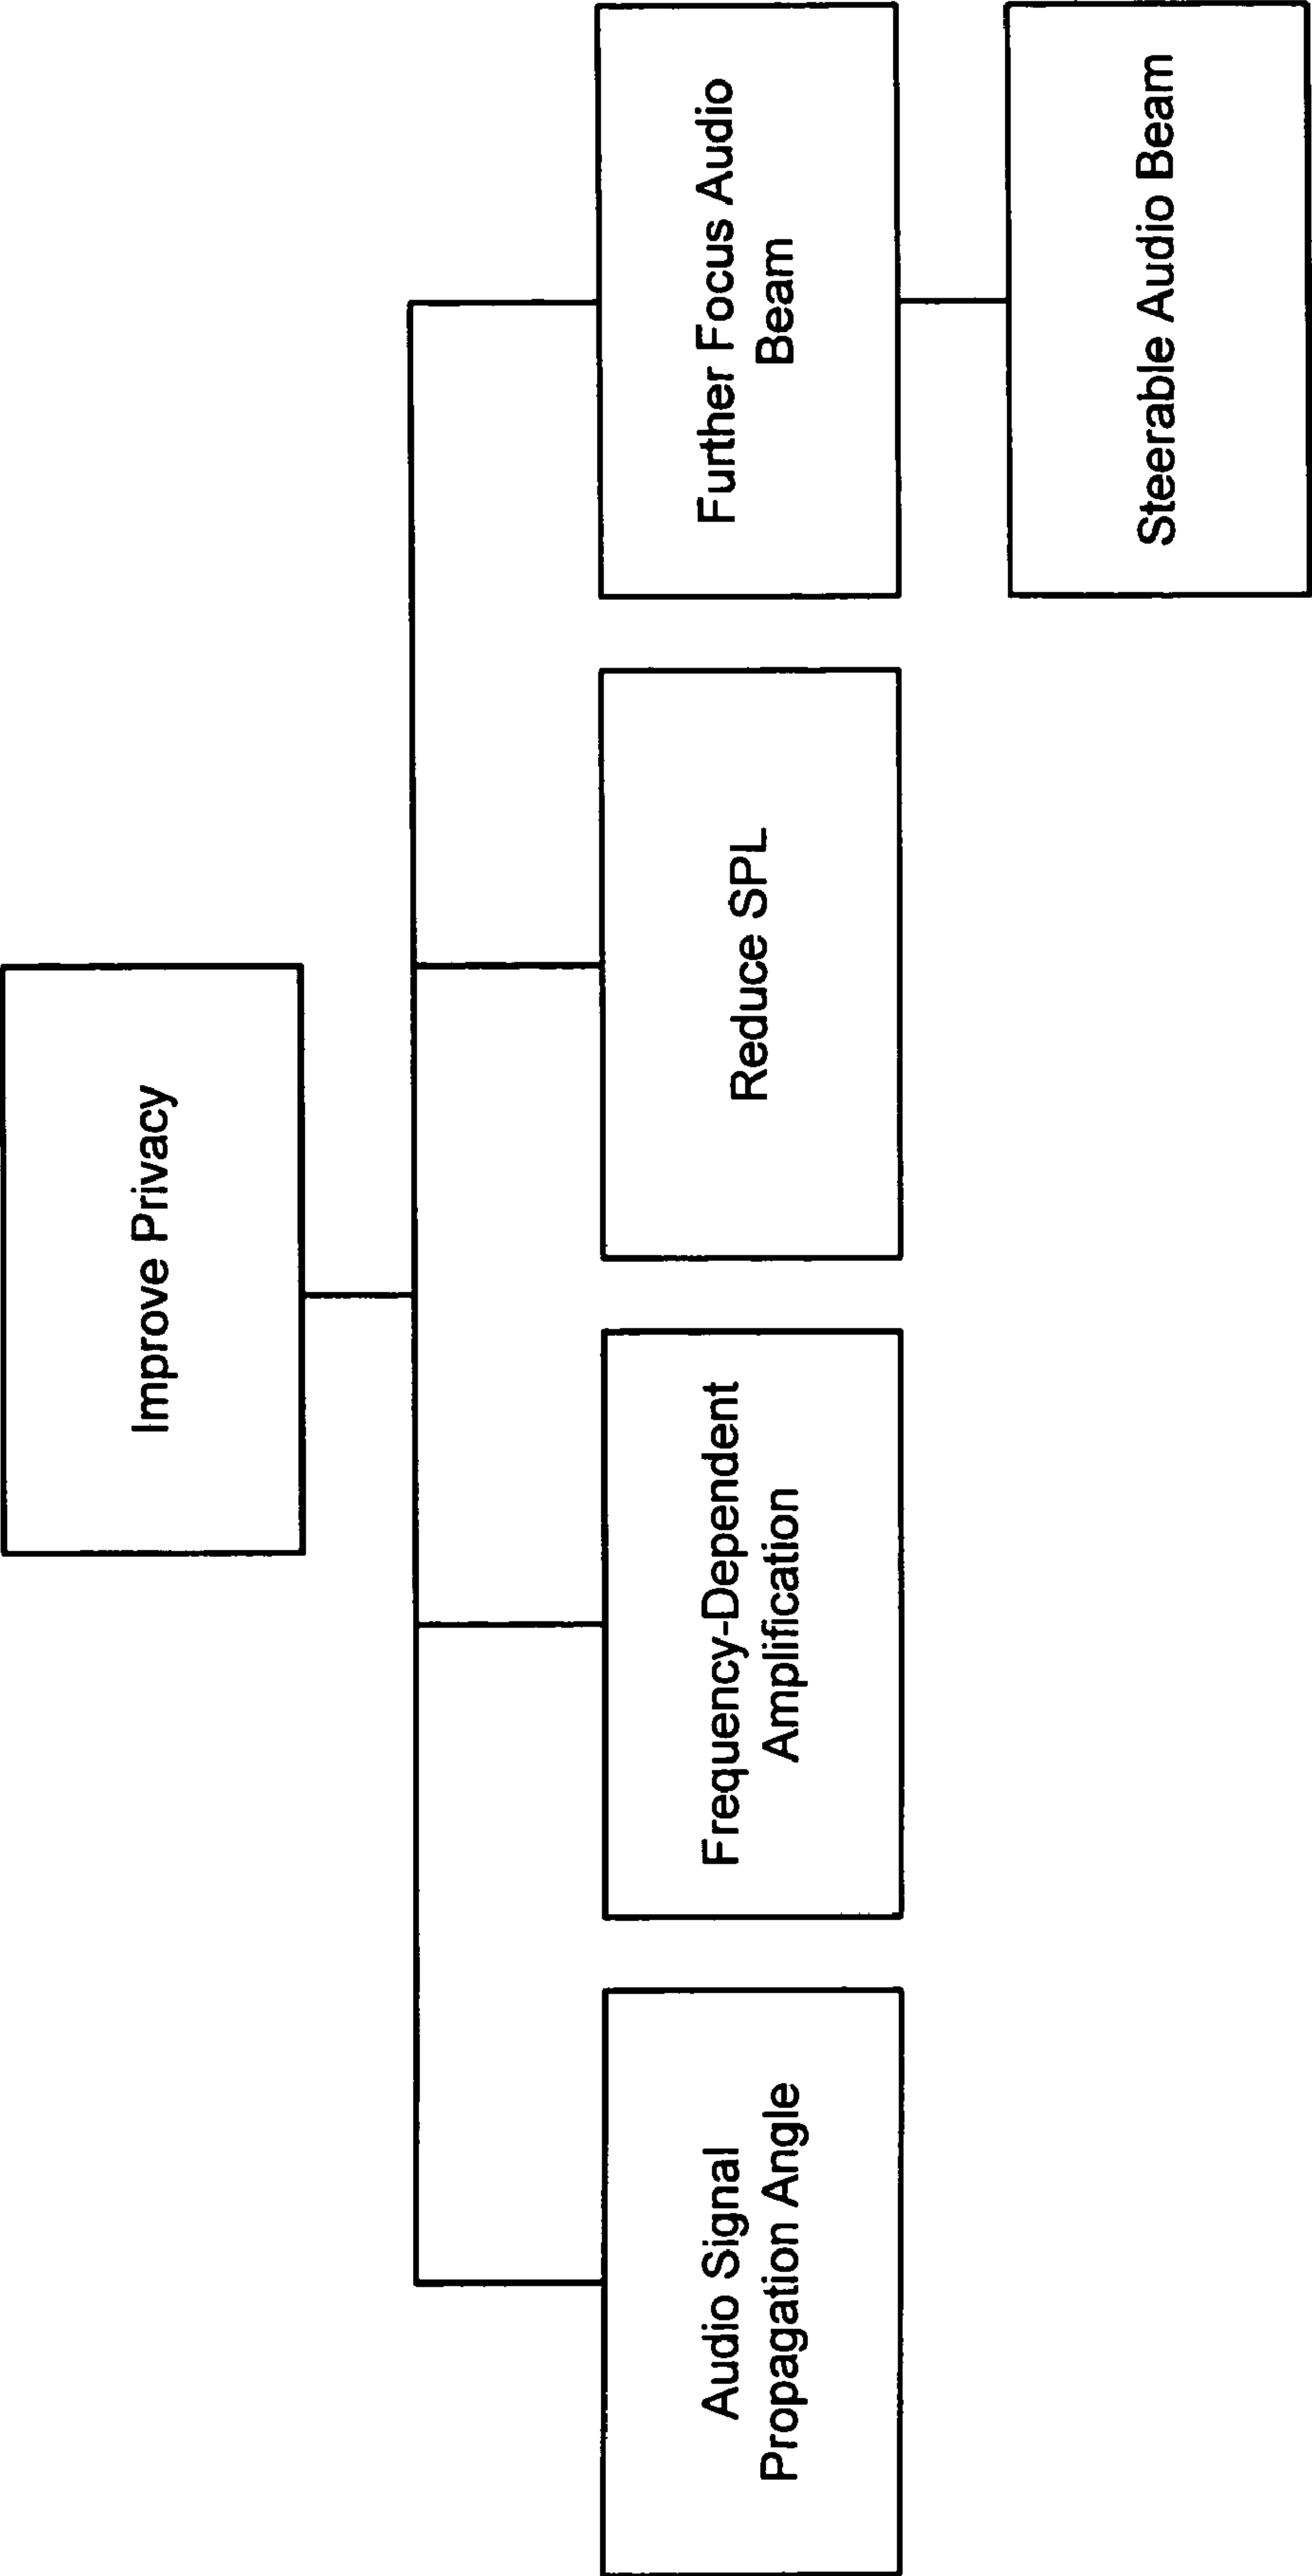 Improve Privacy
Audio Signal
Propagation Angle
Frequency-Dependent
Amplification
Reduce SPL
Further Focus Audio
Beam
Steerable Audio Beam